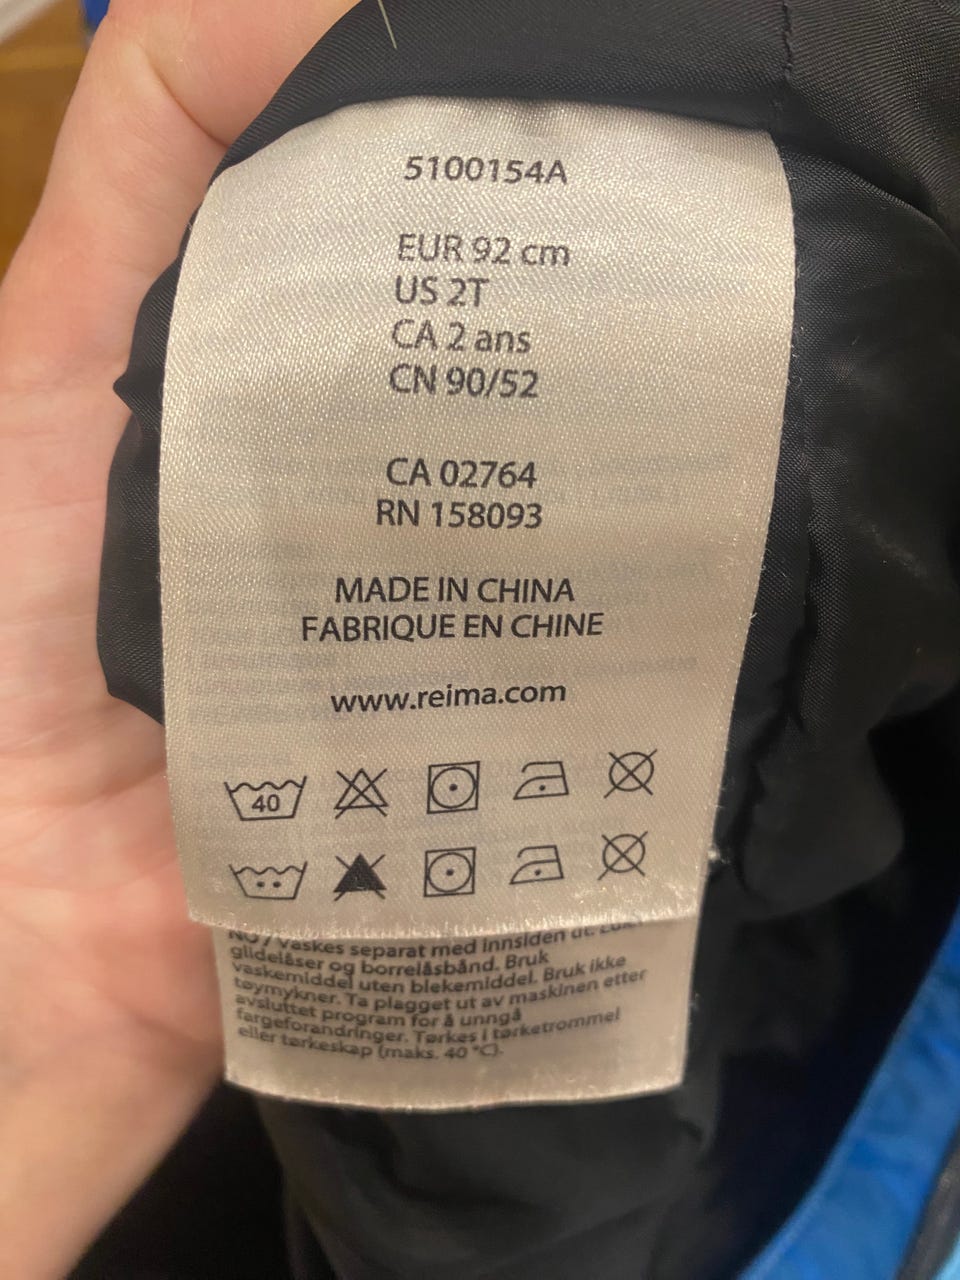 5100154A
EUR 92 cm
US 2T
CA 2 ans
CN 90/52
CA 02764
RN 158093
MADE IN CHINA
FABRIQUE EN CHINE
www.reima.com
40
NO / Vaskes separat med innsiden ut.
glidelåser og borrelåsbånd. Bruk
vaskemiddel uten blekemiddel. Bruk ikke
tøymykner. Ta plagget ut av maskinen etter
avsluttet program for å unngå
fargeforandringer. Tørkes i tørketrommel
eller tørkeskap (maks. 40 °C).